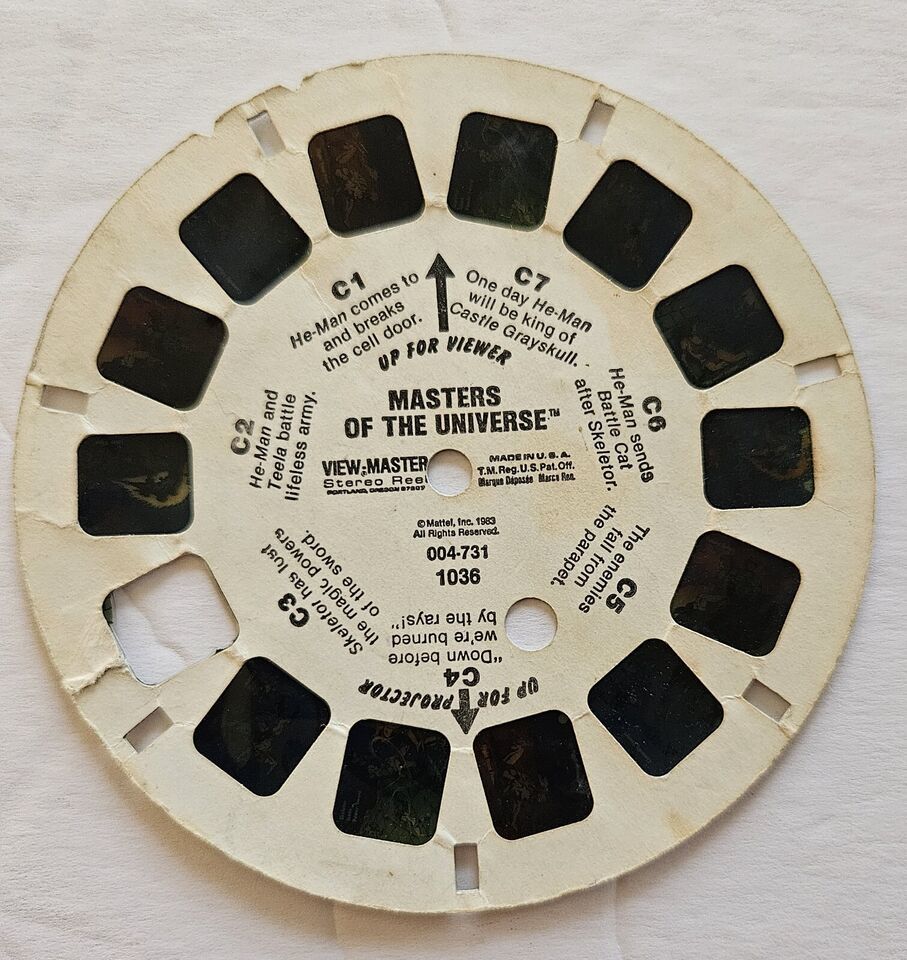 MASTERS
OF THE UNIVERSE™
VIEW-MASTER
Stereo Reel
PORTLAND, OREGON 97207
MADE IN U.S.A.
T.M. Reg. U.S. Pat. Off.
Marque Déposée Marca Reg.
© Mattel, Inc. 1983
All Rights Reserved.
004-731
1036
UP FOR VIEWER
C1
He-Man comes to
and breaks
the cell door.
C2
He-Man and
Teela battle
lifeless army.
C3
Skeletor has lust
the magic powers
of the sword.
C4
"Down before
we're burned
by the rays!"
UP FOR PROJECTOR
C5
The enemies
fall from
the parapet.
C6
He-Man sends
Battle Cat
after Skeletor.
C7
One day He-Man
will be king of
Castle Grayskull.